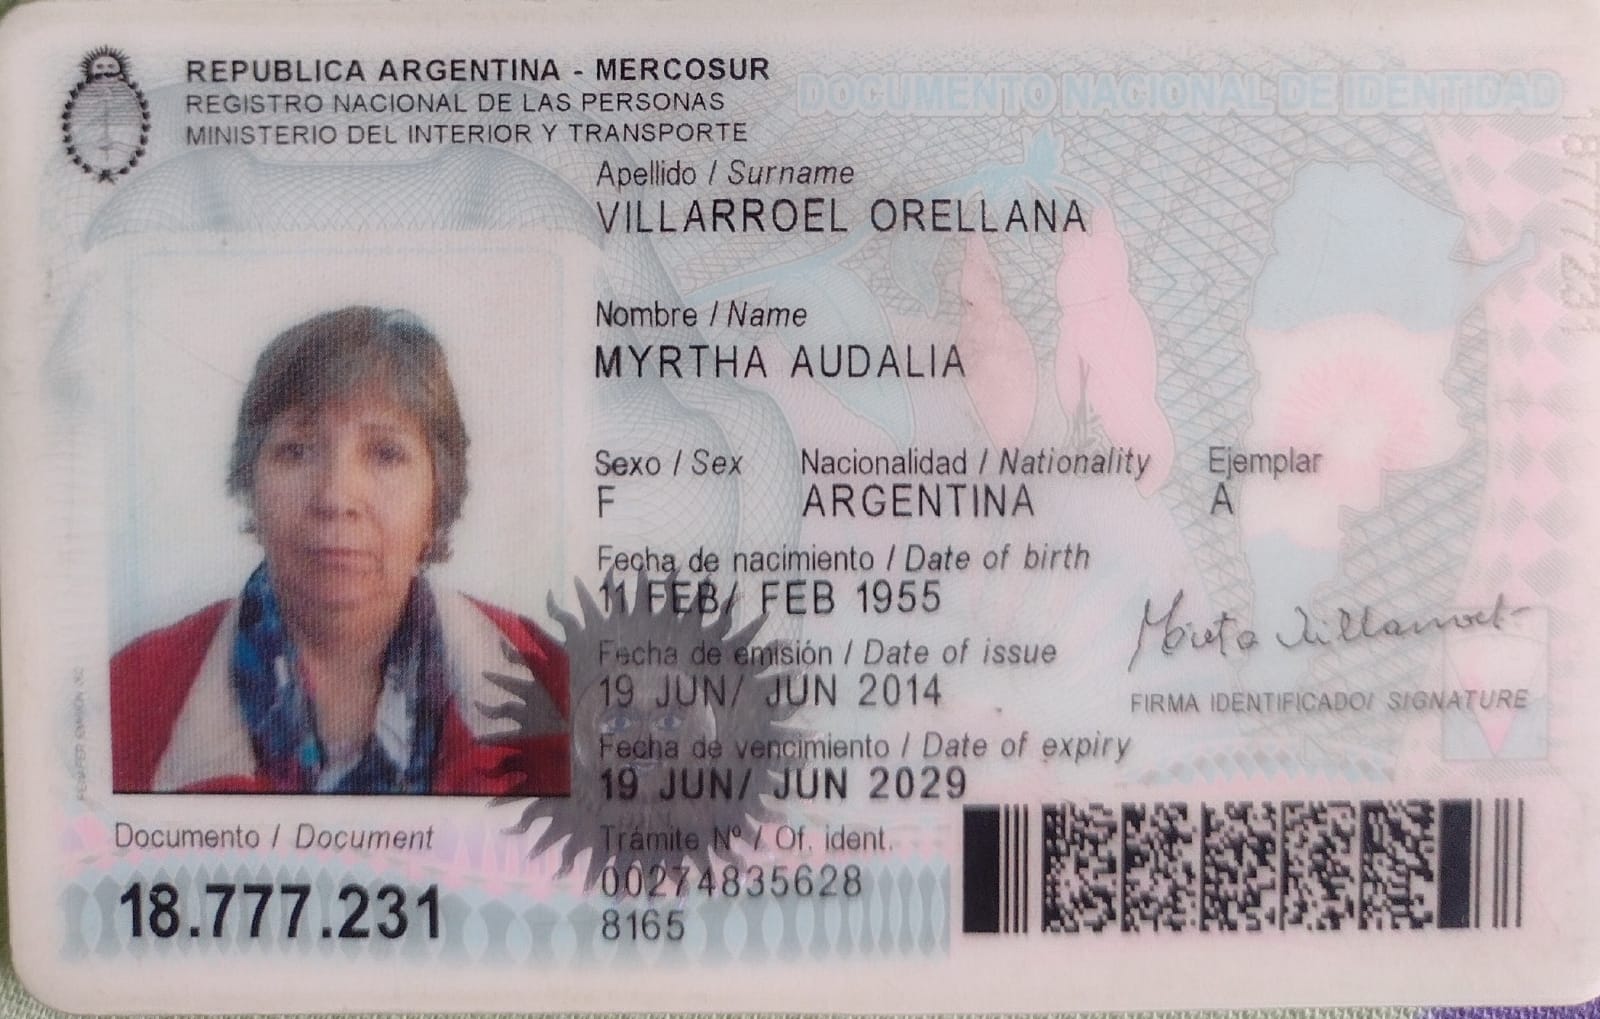 REPUBLICA ARGENTINA - MERCOSUR
REGISTRO NACIONAL DE LAS PERSONAS
MINISTERIO DEL INTERIOR Y TRANSPORTE
DOCUMENTO NACIONAL DE IDENTIDAD
Apellido / Surname
VILLARROEL ORELLANA
Nombre / Name
MYRTHA AUDALIA
Sexo / Sex Nacionalidad / Nationality Ejemplar
F ARGENTINA A
Fecha de nacimiento / Date of birth
11 FEB/ FEB 1955
Fecha de emisión / Date of issue
19 JUN/ JUN 2014
FIRMA IDENTIFICADO/ SIGNATURE
Fecha de vencimiento / Date of expiry
19 JUN/ JUN 2029
Documento / Document
18.777.231
Trámite Nº / Of. ident.
00274835628
8165